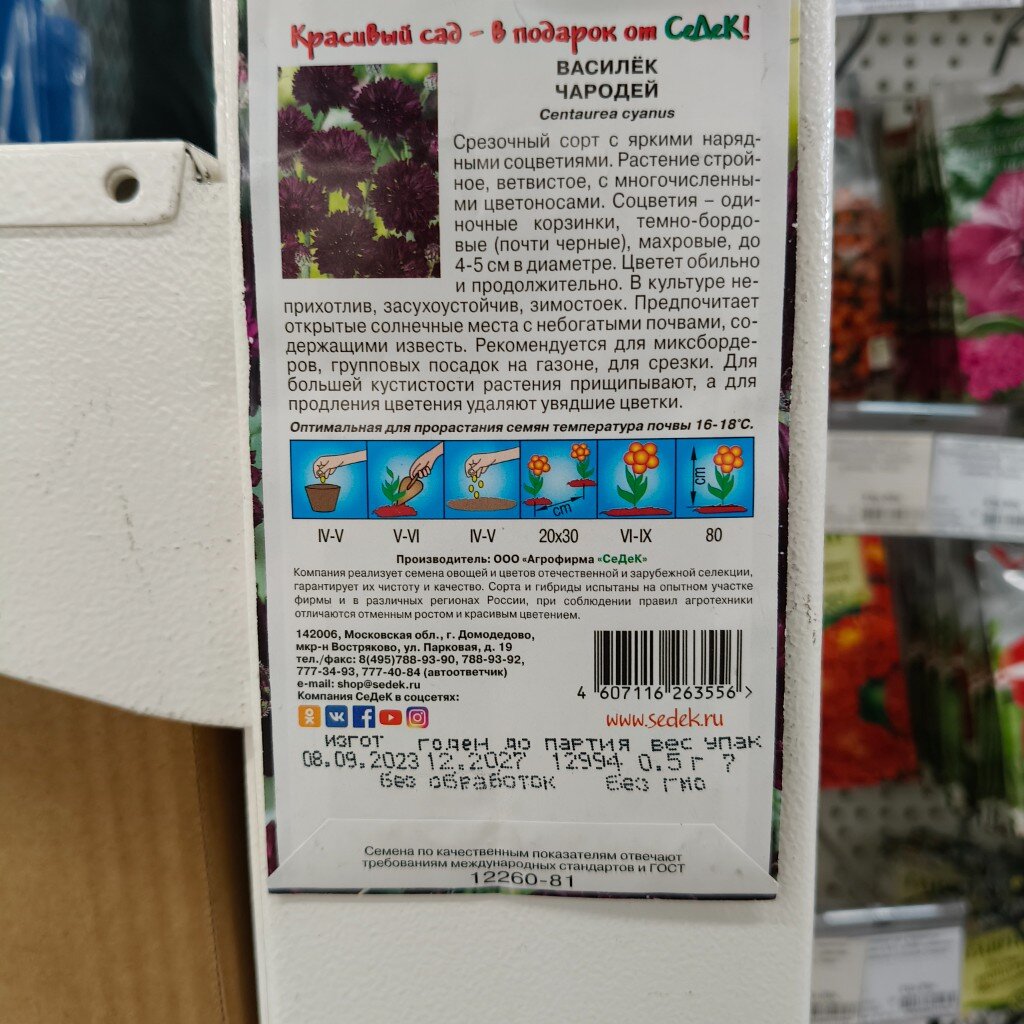 Красивый сад – в подарок от СеДеК!
ВАСИЛЁК
ЧАРОДЕЙ
Centaurea cyanus
Срезочный сорт с яркими наряд-
ными соцветиями. Растение строй-
ное, ветвистое, с многочисленны-
ми цветоносами. Соцветия – оди-
ночные корзинки, темно-бордо-
вые (почти черные), махровые, до
4-5 см в диаметре. Цветет обильно
и продолжительно. В культуре не-
прихотлив, засухоустойчив, зимостоек. Предпочитает
открытые солнечные места с небогатыми почвами, со-
держащими известь. Рекомендуется для миксборде-
ров, групповых посадок на газоне, для срезки. Для
большей кустистости растения прищипывают, а для
продления цветения удаляют увядшие цветки.
Оптимальная для прорастания семян температура почвы 16-18°С.
cm cm
IV-V V-VI IV-V 20x30 VI-IX 80
Производитель: ООО «Агрофирма «СеДеК»
Компания реализует семена овощей и цветов отечественной и зарубежной селекции,
гарантирует их чистоту и качество. Сорта и гибриды испытаны на опытном участке
фирмы и в различных регионах России, при соблюдении правил агротехники
отличаются отменным ростом и красивым цветением.
142006, Московская обл., г. Домодедово,
мкр-н Востряково, ул. Парковая, д. 19
тел./факс: 8(495)788-93-90, 788-93-92,
777-34-93, 777-40-84 (автоответчик)
e-mail: shop@sedek.ru
Компания СеДеК в соцсетях:
4 607116 263556 >
www.sedek.ru
изгот годен до партия вес упак
08.09.2023 12.2027 12994 0.5 г ?
без обработок без гмо
Семена по качественным показателям отвечают
требованиям международных стандартов и ГОСТ
12260-81